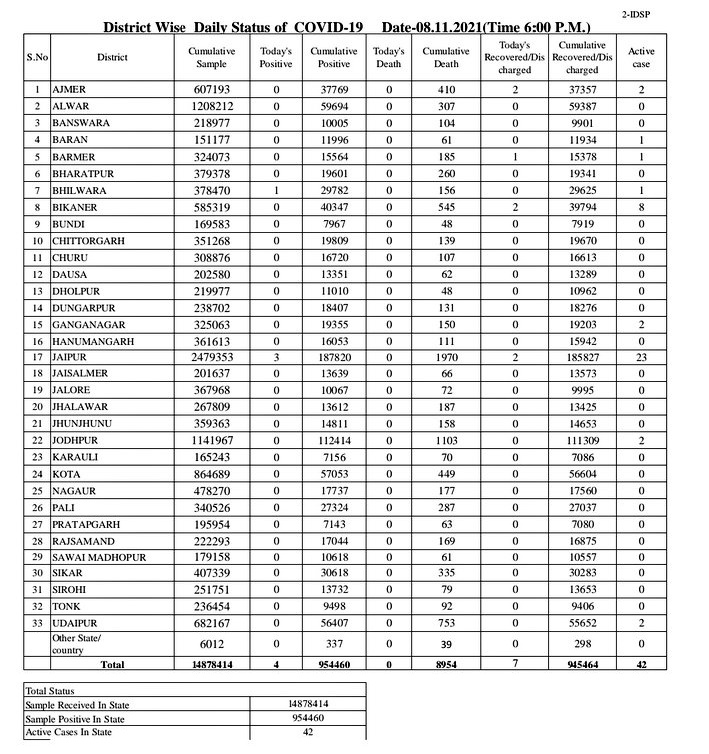 2-IDSP
District Wise Daily Status of COVID-19 Date-08.11.2021(Time 6:00 P.M.)
S.No District Cumulative Sample Today's Positive Cumulative Positive Today's Death Cumulative Death Today's Recovered/Dis charged Cumulative Recovered/Dis charged Active case
1 AJMER 607193 0 37769 0 410 2 37357 2
2 ALWAR 1208212 0 59694 0 307 0 59387 0
3 BANSWARA 218977 0 10005 0 104 0 9901 0
4 BARAN 151177 0 11996 0 61 0 11934 1
5 BARMER 324073 0 15564 0 185 1 15378 1
6 BHARATPUR 379378 0 19601 0 260 0 19341 0
7 BHILWARA 378470 1 29782 0 156 0 29625 1
8 BIKANER 585319 0 40347 0 545 2 39794 8
9 BUNDI 169583 0 7967 0 48 0 7919 0
10 CHITTORGARH 351268 0 19809 0 139 0 19670 0
11 CHURU 308876 0 16720 0 107 0 16613 0
12 DAUSA 202580 0 13351 0 62 0 13289 0
13 DHOLPUR 219977 0 11010 0 48 0 10962 0
14 DUNGARPUR 238702 0 18407 0 131 0 18276 0
15 GANGANAGAR 325063 0 19355 0 150 0 19203 2
16 HANUMANGARH 361613 0 16053 0 111 0 15942 0
17 JAIPUR 2479353 3 187820 0 1970 2 185827 23
18 JAISALMER 201637 0 13639 0 66 0 13573 0
19 JALORE 367968 0 10067 0 72 0 9995 0
20 JHALAWAR 267809 0 13612 0 187 0 13425 0
21 JHUNJHUNU 359363 0 14811 0 158 0 14653 0
22 JODHPUR 1141967 0 112414 0 1103 0 111309 2
23 KARAULI 165243 0 7156 0 70 0 7086 0
24 KOTA 864689 0 57053 0 449 0 56604 0
25 NAGAUR 478270 0 17737 0 177 0 17560 0
26 PALI 340526 0 27324 0 287 0 27037 0
27 PRATAPGARH 195954 0 7143 0 63 0 7080 0
28 RAJSAMAND 222293 0 17044 0 169 0 16875 0
29 SAWAI MADHOPUR 179158 0 10618 0 61 0 10557 0
30 SIKAR 407339 0 30618 0 335 0 30283 0
31 SIROHI 251751 0 13732 0 79 0 13653 0
32 TONK 236454 0 9498 0 92 0 9406 0
33 UDAIPUR 682167 0 56407 0 753 0 55652 2
Other State/ country 6012 0 337 0 39 0 298 0
Total 14878414 4 954460 0 8954 7 945464 42
Total Status
Sample Received In State 14878414
Sample Positive In State 954460
Active Cases In State 42